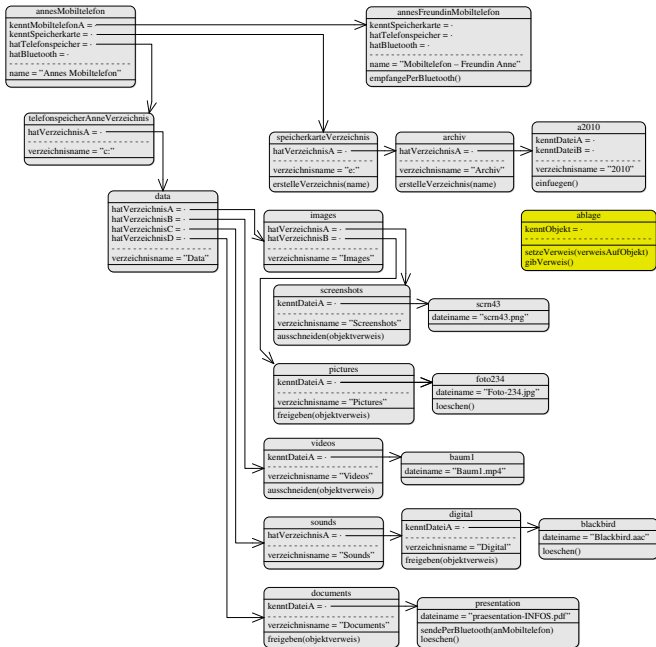 annesMobiltelefon
kenntMobiltelefonA = ·
kenntSpeicherkarte = ·
hatTelefonspeicher = ·
hatBluetooth = ·
name = "Annes Mobiltelefon"
annesFreundinMobiltelefon
kenntSpeicherkarte = ·
hatTelefonspeicher = ·
hatBluetooth = ·
name = "Mobiltelefon – Freundin Anne"
empfangePerBluetooth()
telefonspeicherAnneVerzeichnis
hatVerzeichnisA = ·
verzeichnisname = "c:"
speicherkarteVerzeichnis
hatVerzeichnisA = ·
verzeichnisname = "e:"
erstelleVerzeichnis(name)
archiv
hatVerzeichnisA = ·
verzeichnisname = "Archiv"
erstelleVerzeichnis(name)
a2010
kenntDateiA = ·
kenntDateiB = ·
verzeichnisname = "2010"
einfuegen()
data
hatVerzeichnisA = ·
hatVerzeichnisB = ·
hatVerzeichnisC = ·
hatVerzeichnisD = ·
verzeichnisname = "Data"
images
hatVerzeichnisA = ·
hatVerzeichnisB = ·
verzeichnisname = "Images"
ablage
kenntObjekt = ·
setzeVerweis(verweisAufObjekt)
gibVerweis()
screenshots
kenntDateiA = ·
verzeichnisname = "Screenshots"
ausschneiden(objektverweis)
scrn43
dateiname = "scrn43.png"
pictures
kenntDateiA = ·
verzeichnisname = "Pictures"
freigeben(objektverweis)
foto234
dateiname = "Foto-234.jpg"
loeschen()
videos
kenntDateiA = ·
verzeichnisname = "Videos"
ausschneiden(objektverweis)
baum1
dateiname = "Baum1.mp4"
sounds
hatVerzeichnisA = ·
verzeichnisname = "Sounds"
digital
kenntDateiA = ·
verzeichnisname = "Digital"
freigeben(objektverweis)
blackbird
dateiname = "Blackbird.aac"
loeschen()
documents
kenntDateiA = ·
verzeichnisname = "Documents"
freigeben(objektverweis)
presentation
dateiname = "praesentation-INFOS.pdf"
sendePerBluetooth(anMobiltelefon)
loeschen()